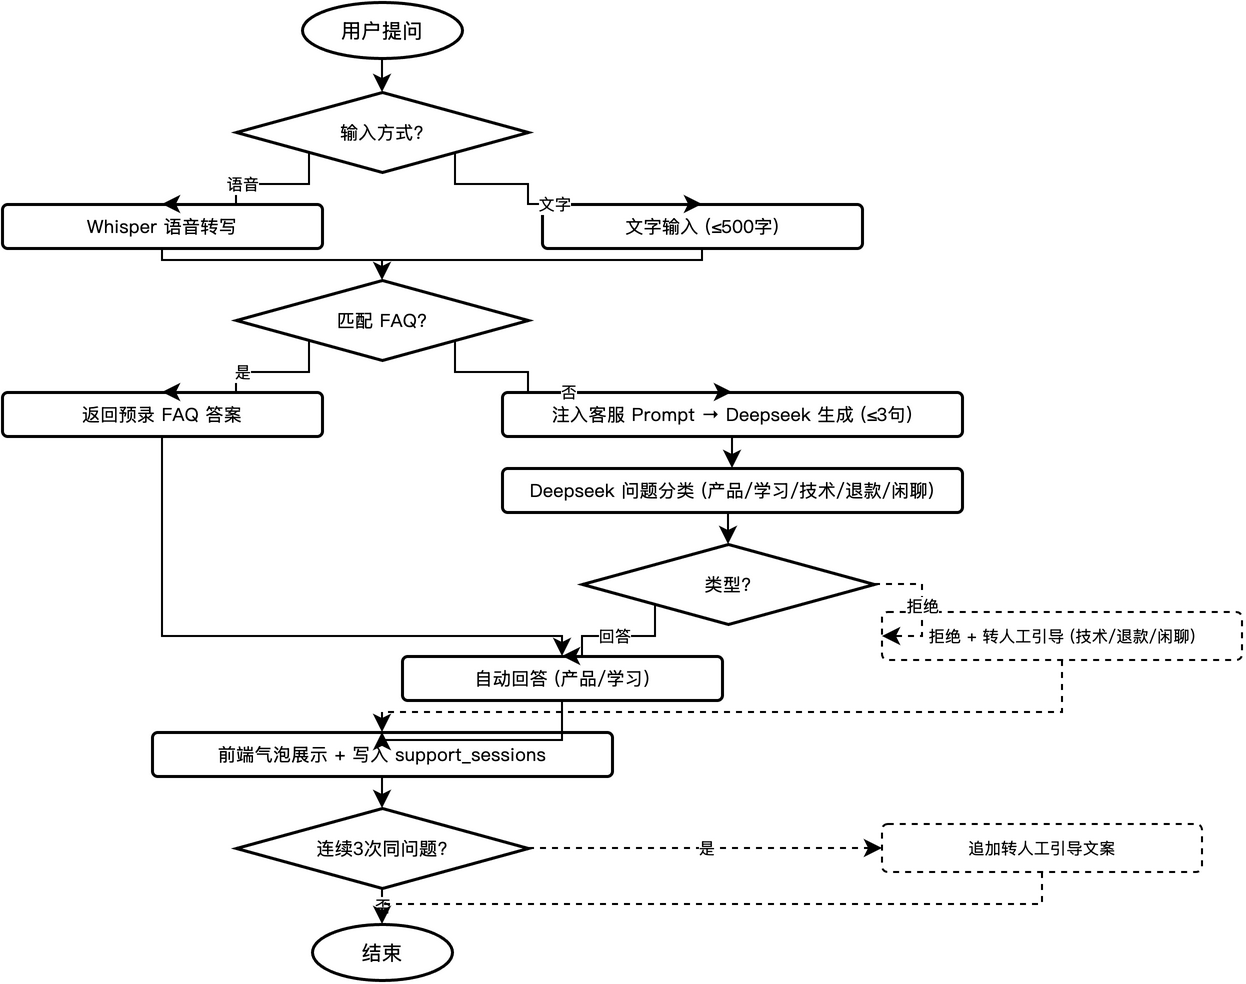 用户提问
输入方式?
语音
文字
Whisper 语音转写
文字输入 (≤500字)
匹配 FAQ?
是
否
返回预录 FAQ 答案
注入客服 Prompt → Deepseek 生成 (≤3句)
Deepseek 问题分类 (产品/学习/技术/退款/闲聊)
类型?
拒绝
回答
拒绝 + 转人工引导 (技术/退款/闲聊)
自动回答 (产品/学习)
前端气泡展示 + 写入 support_sessions
连续3次同问题?
是
追加转人工引导文案
否
结束